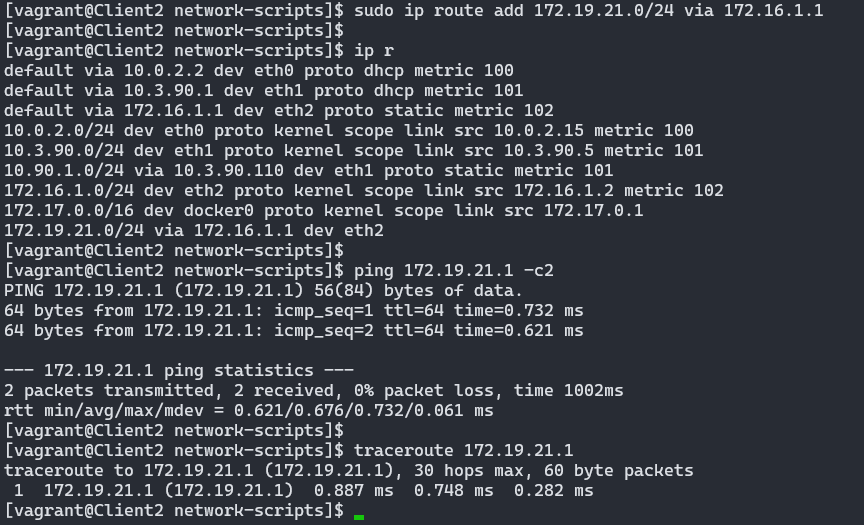 [vagrant@Client2 network-scripts]$ sudo ip route add 172.19.21.0/24 via 172.16.1.1
[vagrant@Client2 network-scripts]$
[vagrant@Client2 network-scripts]$ ip r
default via 10.0.2.2 dev eth0 proto dhcp metric 100
default via 10.3.90.1 dev eth1 proto dhcp metric 101
default via 172.16.1.1 dev eth2 proto static metric 102
10.0.2.0/24 dev eth0 proto kernel scope link src 10.0.2.15 metric 100
10.3.90.0/24 dev eth1 proto kernel scope link src 10.3.90.5 metric 101
10.90.1.0/24 via 10.3.90.110 dev eth1 proto static metric 101
172.16.1.0/24 dev eth2 proto kernel scope link src 172.16.1.2 metric 102
172.17.0.0/16 dev docker0 proto kernel scope link src 172.17.0.1
172.19.21.0/24 via 172.16.1.1 dev eth2
[vagrant@Client2 network-scripts]$
[vagrant@Client2 network-scripts]$ ping 172.19.21.1 -c2
PING 172.19.21.1 (172.19.21.1) 56(84) bytes of data.
64 bytes from 172.19.21.1: icmp_seq=1 ttl=64 time=0.732 ms
64 bytes from 172.19.21.1: icmp_seq=2 ttl=64 time=0.621 ms
--- 172.19.21.1 ping statistics ---
2 packets transmitted, 2 received, 0% packet loss, time 1002ms
rtt min/avg/max/mdev = 0.621/0.676/0.732/0.061 ms
[vagrant@Client2 network-scripts]$
[vagrant@Client2 network-scripts]$ traceroute 172.19.21.1
traceroute to 172.19.21.1 (172.19.21.1), 30 hops max, 60 byte packets
 1  172.19.21.1 (172.19.21.1)  0.887 ms  0.748 ms  0.282 ms
[vagrant@Client2 network-scripts]$